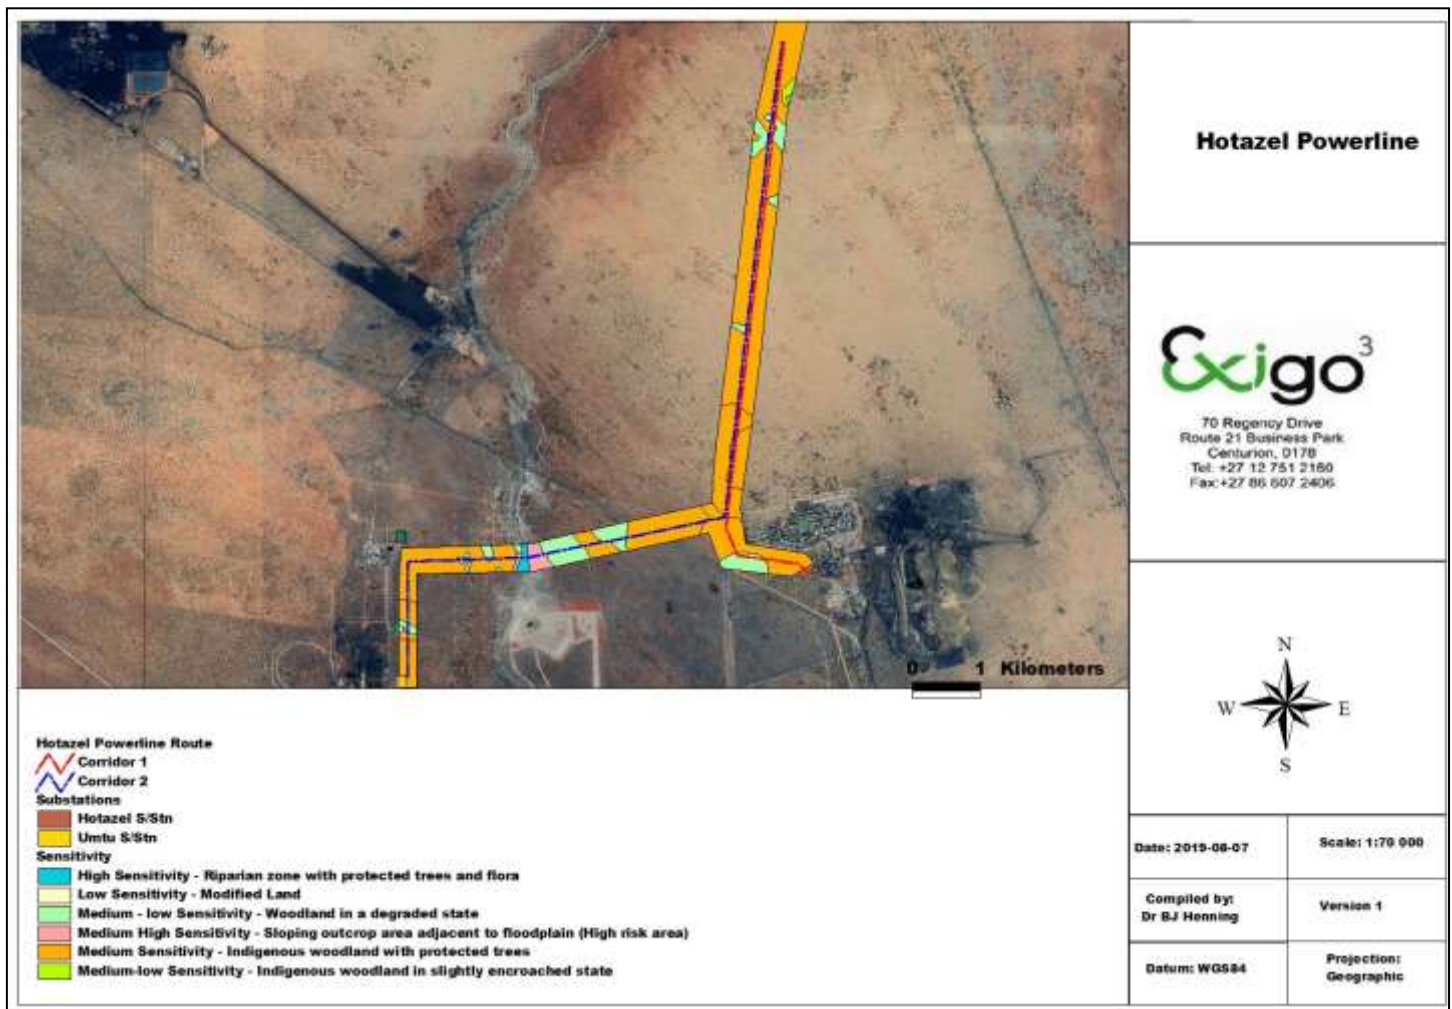 Hotazel Powerline
Exigo3
70 Regency Drive
Route 21 Business Park
Centurion, 0178
Tel: +27 12 751 2160
Fax:+27 86 607 2406
N
W E
S
0 1 Kilometers
Hotazel Powerline Route
Corridor 1
Corridor 2
Substations
Hotazel S/Stn
Umtu S/Stn
Sensitivity
High Sensitivity - Riparian zone with protected trees and flora
Low Sensitivity - Modified Land
Medium - low Sensitivity - Woodland in a degraded state
Medium High Sensitivity - Sloping outcrop area adjacent to floodplain (High risk area)
Medium Sensitivity - Indigenous woodland with protected trees
Medium-low Sensitivity - Indigenous woodland in slightly encroached state
Date: 2019-08-07
Scale: 1:70 000
Compiled by:
Dr BJ Henning
Version 1
Datum: WGS84
Projection:
Geographic